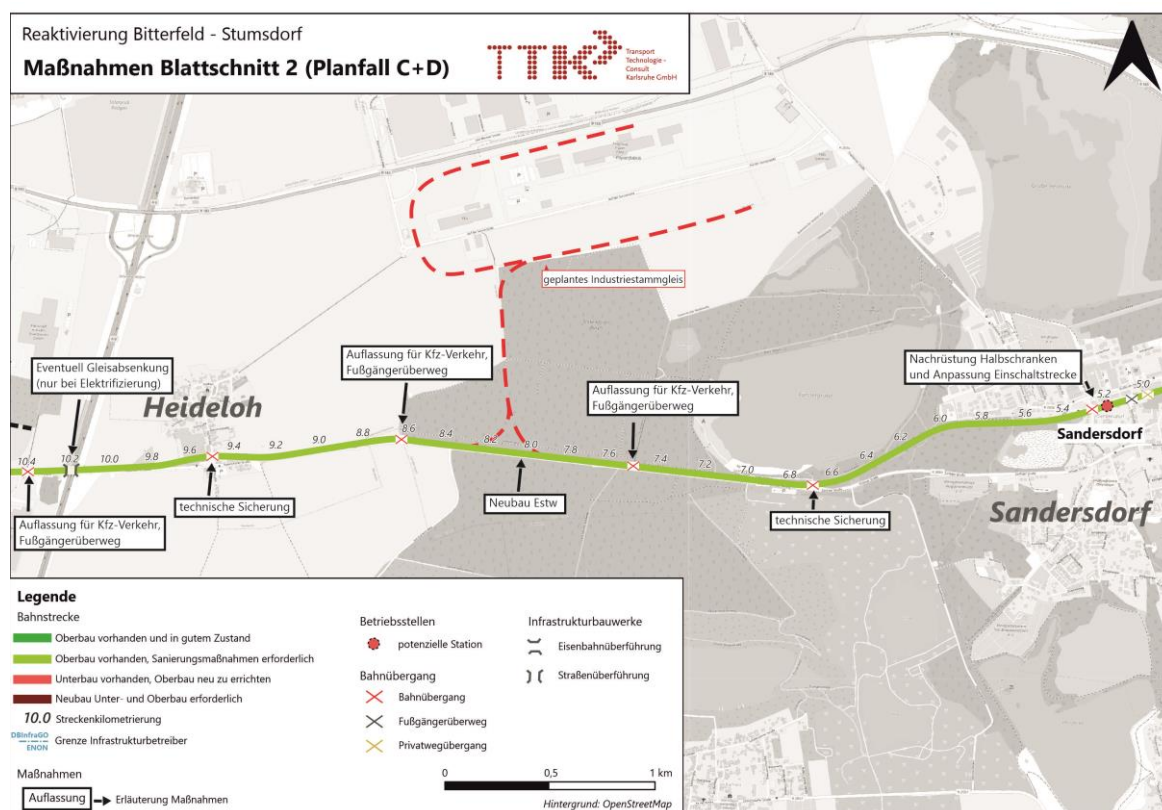 Reaktivierung Bitterfeld - Stumsdorf
Maßnahmen Blattschnitt 2 (Planfall C+D)
TTK
Transport
Technologie -
Consult
Karlsruhe GmbH
geplantes Industriestammgleis
Eventuell Gleisabsenkung
(nur bei Elektrifizierung)
Auflassung für Kfz-Verkehr,
Fußgängerüberweg
Auflassung für Kfz-Verkehr,
Fußgängerüberweg
Nachrüstung Halbschranken
und Anpassung Einschaltstrecke
Heideloh
Sandersdorf
10.4 10.2 10.0 9.8 9.6 9.4 9.2 9.0 8.8 8.6 8.4 8.2 8.0 7.8 7.6 7.4 7.2 7.0 6.8 6.6 6.4 6.2 6.0 5.8 5.6 5.4 5.2 5.0
technische Sicherung
Neubau Estw
technische Sicherung
Auflassung für Kfz-Verkehr,
Fußgängerüberweg
Sandersdorf
Legende
Bahnstrecke
Oberbau vorhanden und in gutem Zustand
Oberbau vorhanden, Sanierungsmaßnahmen erforderlich
Unterbau vorhanden, Oberbau neu zu errichten
Neubau Unter- und Oberbau erforderlich
10.0 Streckenkilometrierung
DBInfraGO
ENON
Grenze Infrastrukturbetreiber
Maßnahmen
Auflassung
Erläuterung Maßnahmen
Betriebsstellen
potenzielle Station
Bahnübergang
Bahnübergang
Fußgängerüberweg
Privatwegübergang
Infrastrukturbauwerke
Eisenbahnüberführung
Straßenüberführung
0 0,5 1 km
Hintergrund: OpenStreetMap